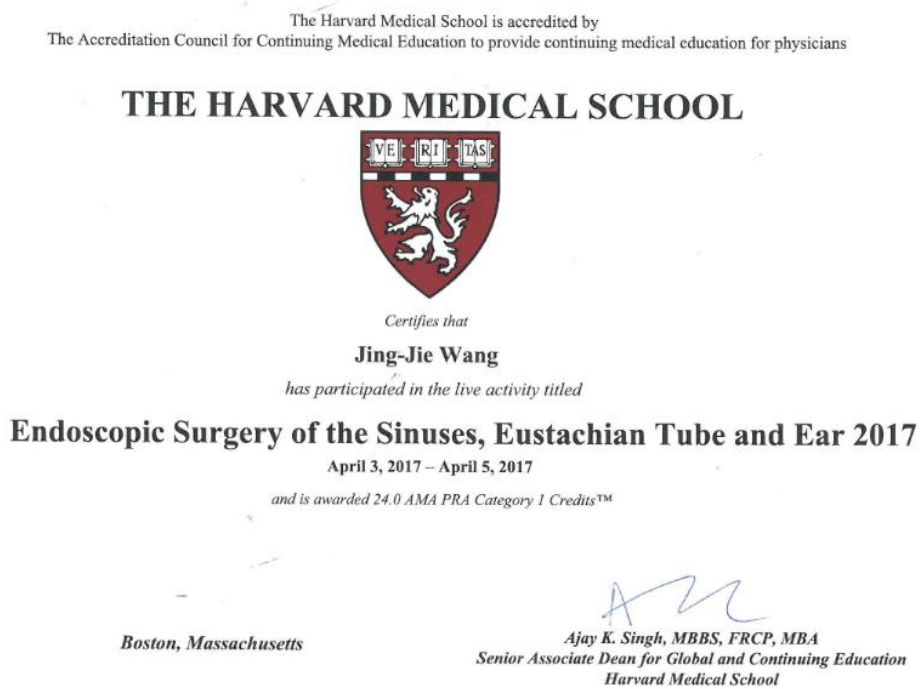 The Harvard Medical School is accredited by
The Accreditation Council for Continuing Medical Education to provide continuing medical education for physicians
THE HARVARD MEDICAL SCHOOL
VE RI TAS
Certifies that
Jing-Jie Wang
has participated in the live activity titled
Endoscopic Surgery of the Sinuses, Eustachian Tube and Ear 2017
April 3, 2017 – April 5, 2017
and is awarded 24.0 AMA PRA Category 1 Credits™
Boston, Massachusetts
Ajay K. Singh, MBBS, FRCP, MBA
Senior Associate Dean for Global and Continuing Education
Harvard Medical School